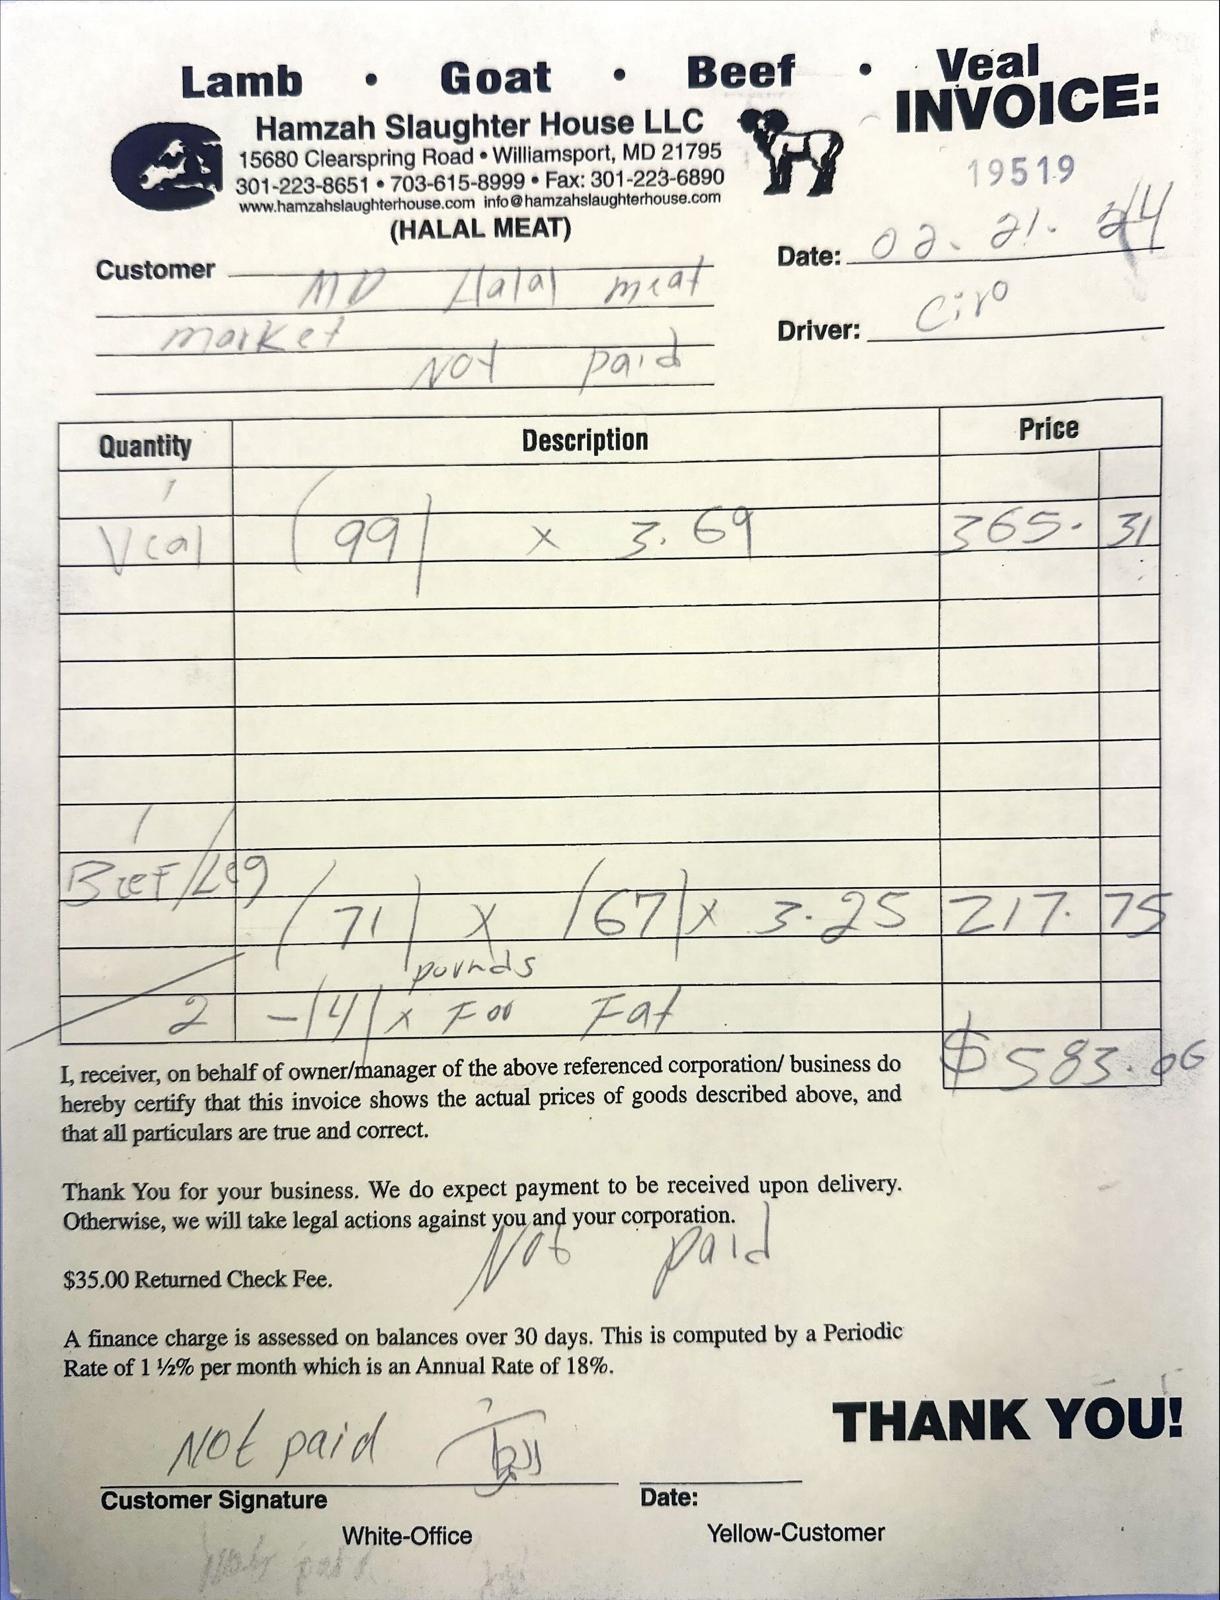 Lamb • Goat • Beef • Veal
INVOICE:
Hamzah Slaughter House LLC
15680 Clearspring Road • Williamsport, MD 21795
301-223-8651 • 703-615-8999 • Fax: 301-223-6890
www.hamzahslaughterhouse.com info@hamzahslaughterhouse.com
(HALAL MEAT)
19519
Date: 02. 21. 24
Customer MD Halal meat
market
Not paid
Driver: Ciro
Quantity Description Price
1
Veal (99) x 3.69 365. 31
1
Beef/Leg
(71) x (67) x 3.25 217. 75
pounds
2 -(4) x For Fat
$583.06
I, receiver, on behalf of owner/manager of the above referenced corporation/ business do
hereby certify that this invoice shows the actual prices of goods described above, and
that all particulars are true and correct.
Thank You for your business. We do expect payment to be received upon delivery.
Otherwise, we will take legal actions against you and your corporation.
Not paid
$35.00 Returned Check Fee.
A finance charge is assessed on balances over 30 days. This is computed by a Periodic
Rate of 1 ½% per month which is an Annual Rate of 18%.
THANK YOU!
Not paid
Customer Signature Date:
White-Office Yellow-Customer